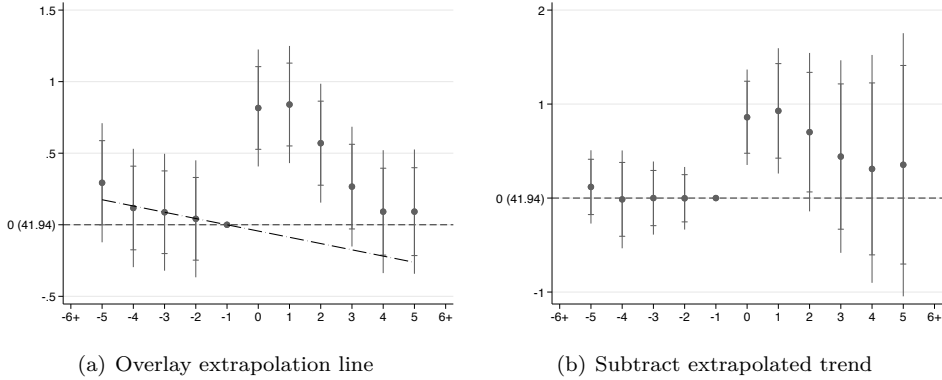 1.5
1
.5
0 (41.94)
-.5
-6+ -5 -4 -3 -2 -1 0 1 2 3 4 5 6+
(a) Overlay extrapolation line
2
1
0 (41.94)
-1
-6+ -5 -4 -3 -2 -1 0 1 2 3 4 5 6+
(b) Subtract extrapolated trend